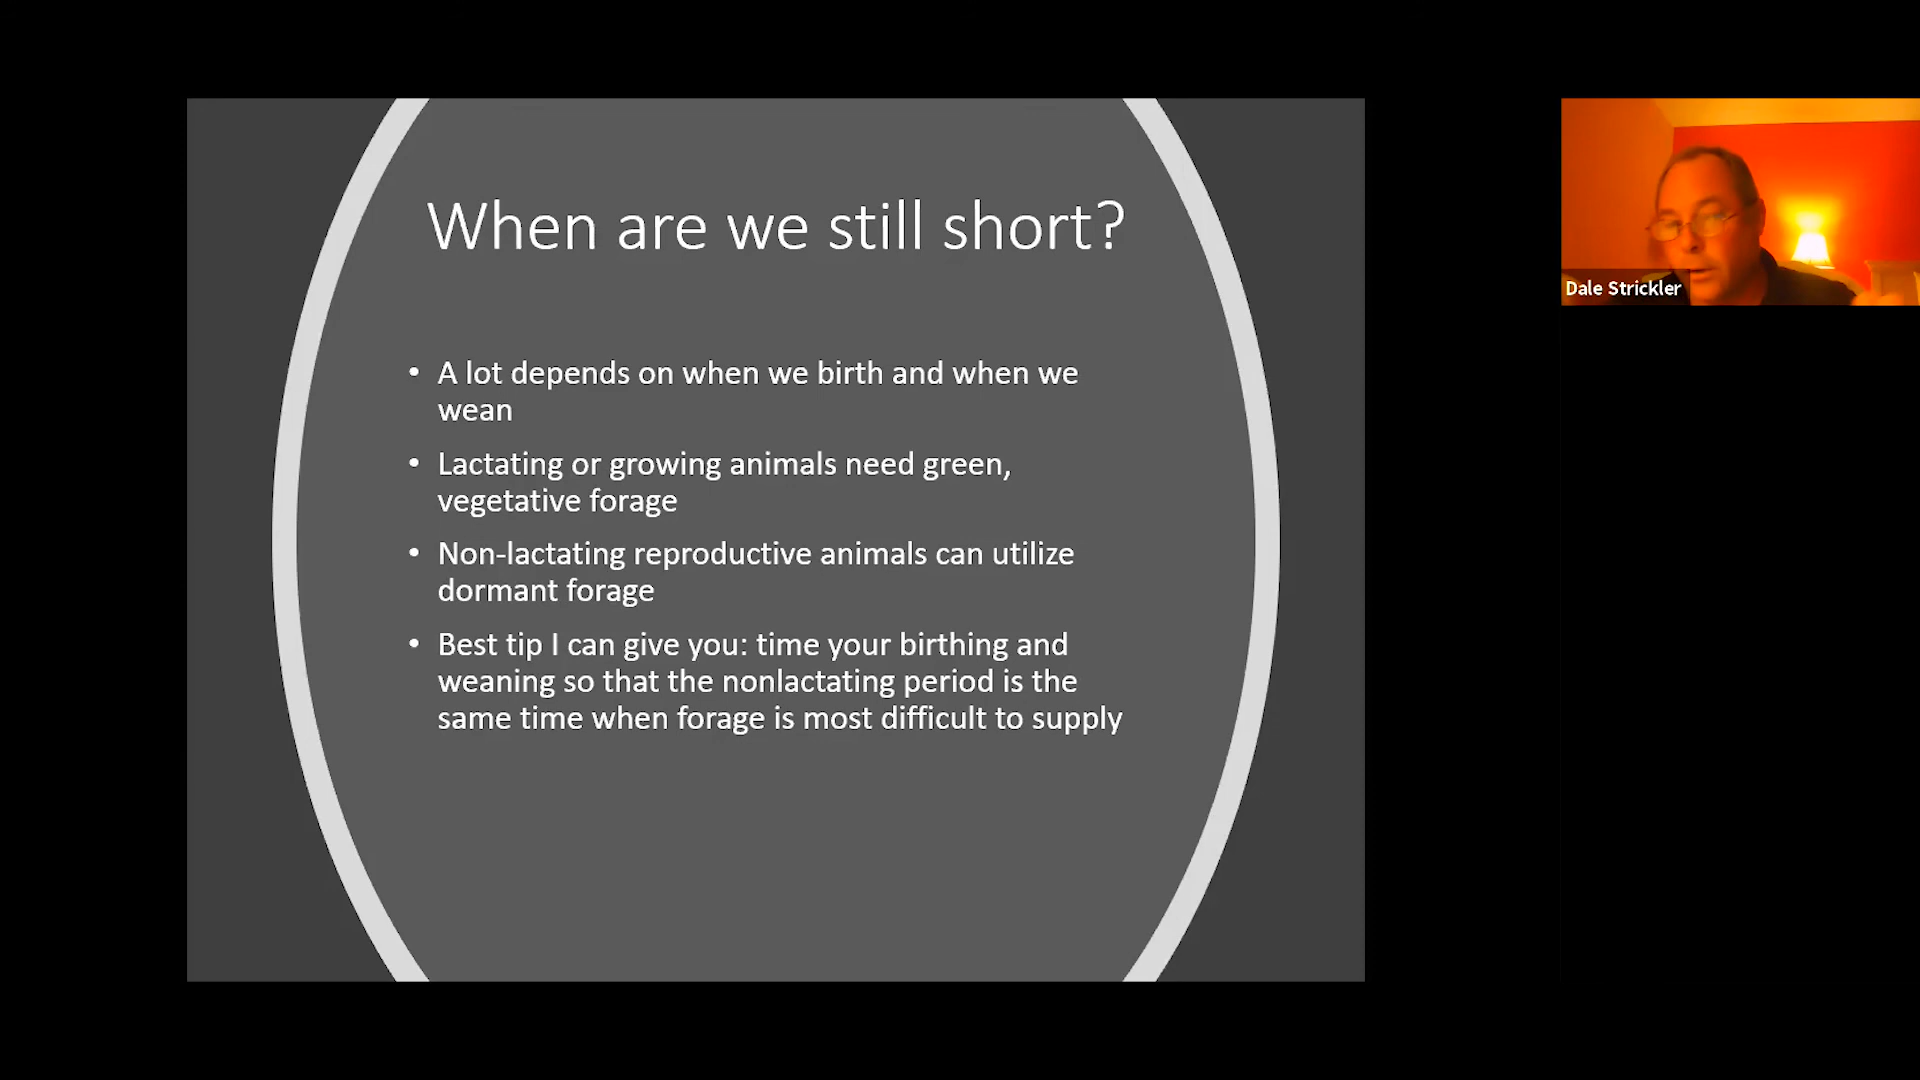 When are we still short?
• A lot depends on when we birth and when we
wean
• Lactating or growing animals need green,
vegetative forage
• Non-lactating reproductive animals can utilize
dormant forage
• Best tip I can give you: time your birthing and
weaning so that the nonlactating period is the
same time when forage is most difficult to supply
Dale Strickler